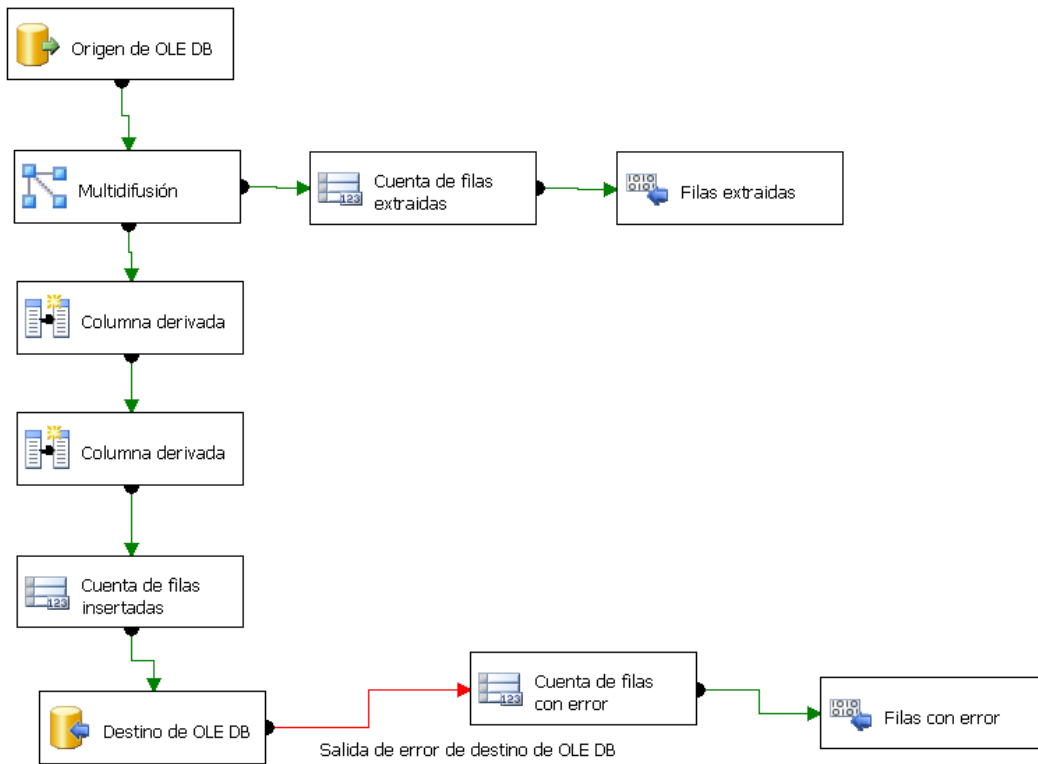 Origen de OLE DB
Multidifusión
Cuenta de filas
extraidas
Filas extraidas
Columna derivada
Columna derivada
Cuenta de filas
insertadas
Destino de OLE DB
Salida de error de destino de OLE DB
Cuenta de filas
con error
Filas con error